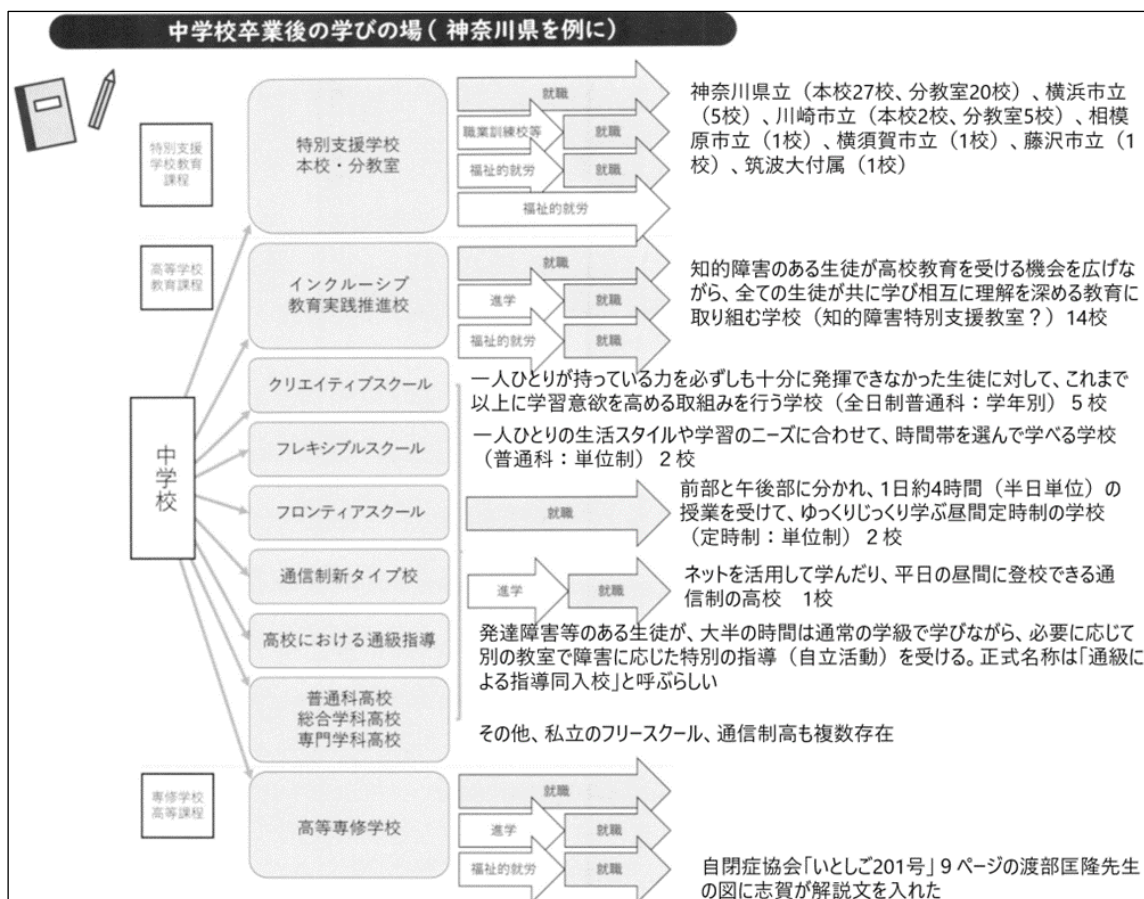 中学校卒業後の学びの場( 神奈川県を例に)
特別支援
学校教育
課程
特別支援学校
本校・分教室
就職
職業訓練校等
就職
福祉的就労
就職
福祉的就労
神奈川県立（本校27校、分教室20校）、横浜市立
（5校）、川崎市立（本校2校、分教室5校）、相模
原市立（1校）、横須賀市立（1校）、藤沢市立（1
校）、筑波大付属（1校）
高等学校
教育課程
インクルーシブ
教育実践推進校
就職
進学
就職
福祉的就労
就職
知的障害のある生徒が高校教育を受ける機会を広げな
がら、全ての生徒が共に学び相互に理解を深める教育に
取り組む学校（知的障害特別支援教室？）14校
中学校
クリエイティブスクール
一人ひとりが持っている力を必ずしも十分に発揮できなかった生徒に対して、これまで
以上に学習意欲を高める取組みを行う学校（全日制普通科：学年別）５校
フレキシブルスクール
一人ひとりの生活スタイルや学習のニーズに合わせて、時間帯を選んで学べる学校
（普通科：単位制）２校
フロンティアスクール
就職
前部と午後部に分かれ、1日約4時間（半日単位）の
授業を受けて、ゆっくりじっくり学ぶ昼間定時制の学校
（定時制：単位制）２校
通信制新タイプ校
進学
就職
ネットを活用して学んだり、平日の昼間に登校できる通
信制の高校　1校
高校における通級指導
発達障害等のある生徒が、大半の時間は通常の学級で学びながら、必要に応じて
別の教室で障害に応じた特別の指導（自立活動）を受ける。正式名称は「通級に
よる指導同入校」と呼ぶらしい
普通科高校
総合学科高校
専門学科高校
その他、私立のフリースクール、通信制高も複数存在
専修学校
高等課程
高等専修学校
就職
進学
就職
福祉的就労
就職
自閉症協会「いとしご201号」９ページの渡部匡隆先生
の図に志賀が解説文を入れた